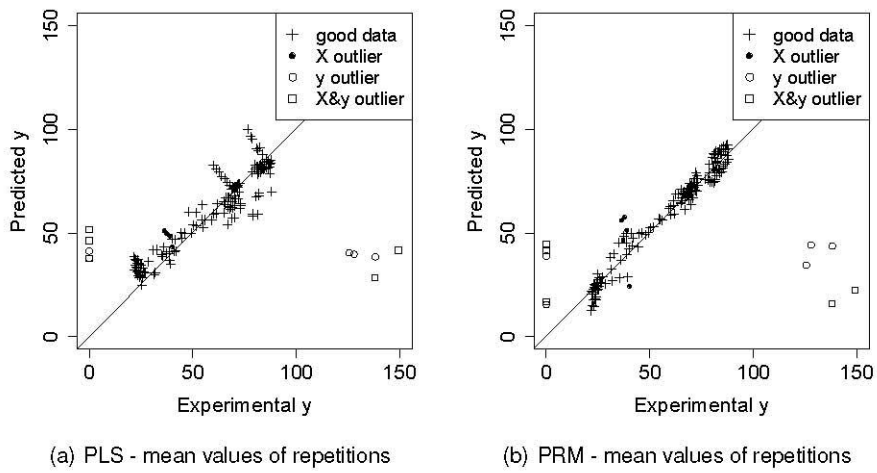 150
100
50
0
Predicted y
good data
X outlier
y outlier
X&y outlier
0 50 100 150
Experimental y
(a) PLS - mean values of repetitions
150
100
50
0
Predicted y
good data
X outlier
y outlier
X&y outlier
0 50 100 150
Experimental y
(b) PRM - mean values of repetitions